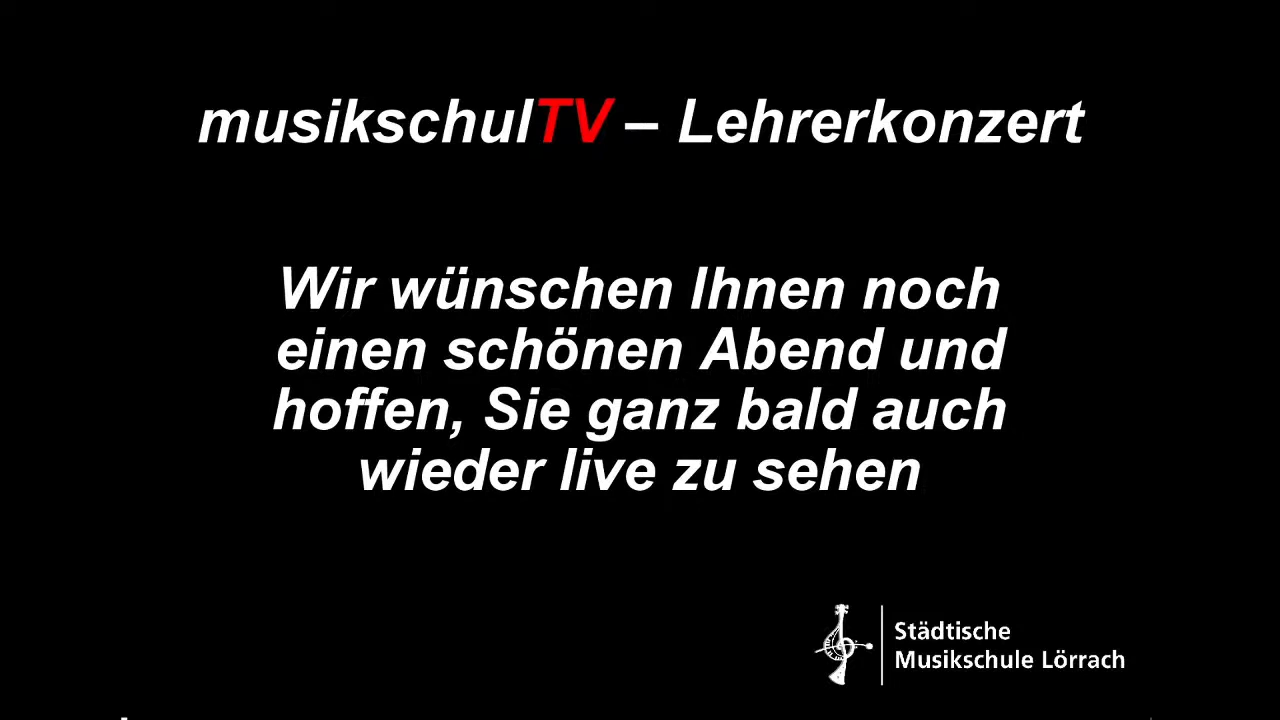 musikschulTV – Lehrerkonzert
Wir wünschen Ihnen noch
einen schönen Abend und
hoffen, Sie ganz bald auch
wieder live zu sehen
Städtische
Musikschule Lörrach